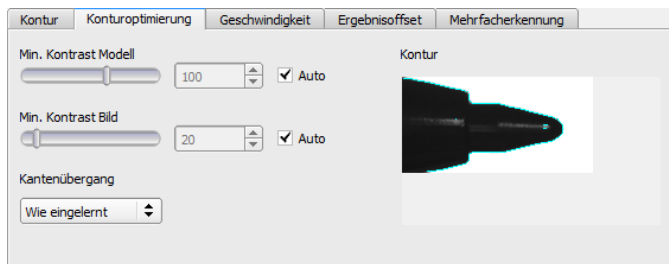 Kontur Konturoptimierung Geschwindigkeit Ergebnisoffset Mehrfacherkennung
Min. Kontrast Modell
100 Auto
Min. Kontrast Bild
20 Auto
Kantenübergang
Wie eingelernt
Kontur